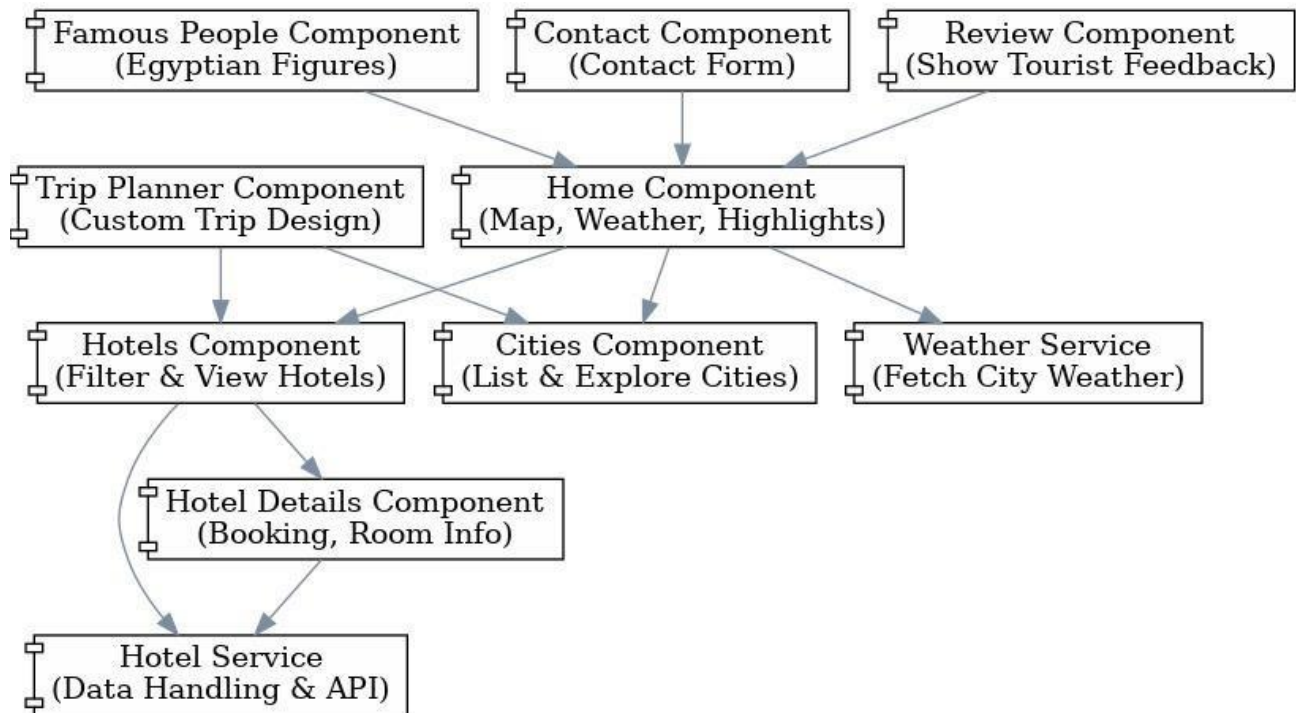 Famous People Component
(Egyptian Figures)
Contact Component
(Contact Form)
Review Component
(Show Tourist Feedback)
Trip Planner Component
(Custom Trip Design)
Home Component
(Map, Weather, Highlights)
Hotels Component
(Filter & View Hotels)
Cities Component
(List & Explore Cities)
Weather Service
(Fetch City Weather)
Hotel Details Component
(Booking, Room Info)
Hotel Service
(Data Handling & API)